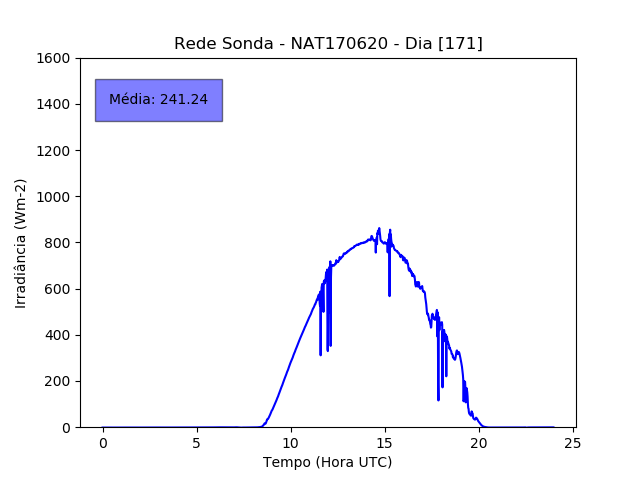 Rede Sonda - NAT170620 - Dia [171]
1600
1400
1200
1000
800
600
400
200
0
Irradiância (Wm-2)
Média: 241.24
0 5 10 15 20 25
Tempo (Hora UTC)